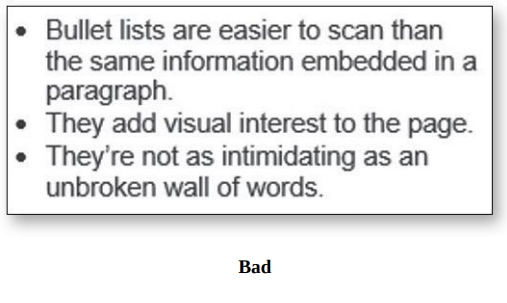 • Bullet lists are easier to scan than
the same information embedded in a
paragraph.
• They add visual interest to the page.
• They're not as intimidating as an
unbroken wall of words.
Bad